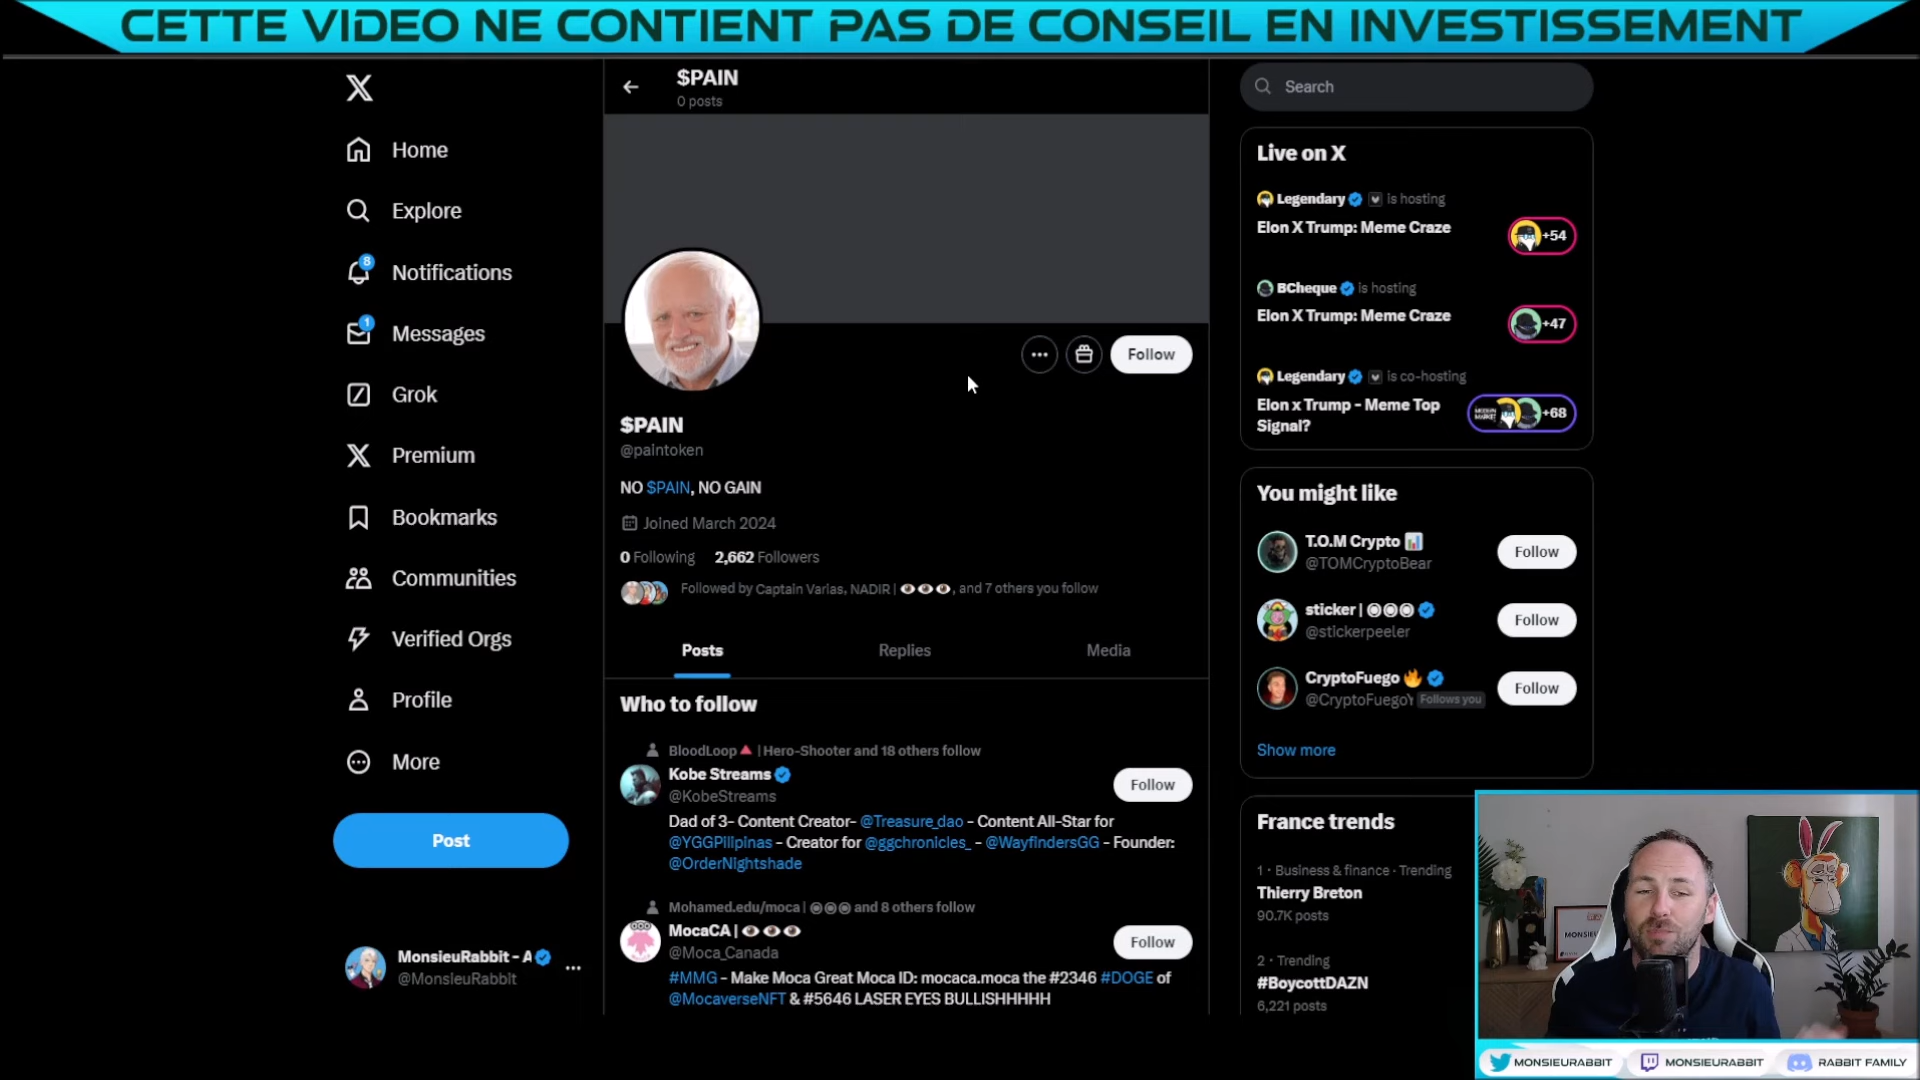 CETTE VIDEO NE CONTIENT PAS DE CONSEIL EN INVESTISSEMENT
Home
Explore
8
Notifications
1
Messages
Grok
Premium
Bookmarks
Communities
Verified Orgs
Profile
More
Post
MonsieuRabbit - A
@MonsieuRabbit
$PAIN
0 posts
Follow
$PAIN
@paintoken
NO $PAIN, NO GAIN
Joined March 2024
0 Following 2,662 Followers
Followed by Captain Varias, NADIR | 👁👁👁, and 7 others you follow
Posts Replies Media
Who to follow
BloodLoop🔺 | Hero-Shooter and 18 others follow
Kobe Streams
@KobeStreams
Follow
Dad of 3- Content Creator- @Treasure_dao - Content All-Star for
@YGGPilipinas - Creator for @ggchronicles_ - @WayfindersGG - Founder:
@OrderNightshade
Mohamed.edu/moca | ◉◉◉ and 8 others follow
MocaCA | 👁👁👁
@Moca_Canada
Follow
#MMG - Make Moca Great Moca ID: mocaca.moca the #2346 #DOGE of
@MocaverseNFT & #5646 LASER EYES BULLISHHHHH
Search
Live on X
Legendary is hosting
Elon X Trump: Meme Craze
+54
BCheque is hosting
Elon X Trump: Meme Craze
+47
Legendary is co-hosting
Elon x Trump - Meme Top
Signal?
+68
You might like
T.O.M Crypto 📊
@TOMCryptoBear
Follow
sticker | ◉◉◉
@stickerpeeler
Follow
CryptoFuego 🔥
@CryptoFuegoY Follows you
Follow
Show more
France trends
1 · Business & finance · Trending
Thierry Breton
90.7K posts
2 · Trending
#BoycottDAZN
6,221 posts
MONSIEURABBIT MONSIEURABBIT RABBIT FAMILY